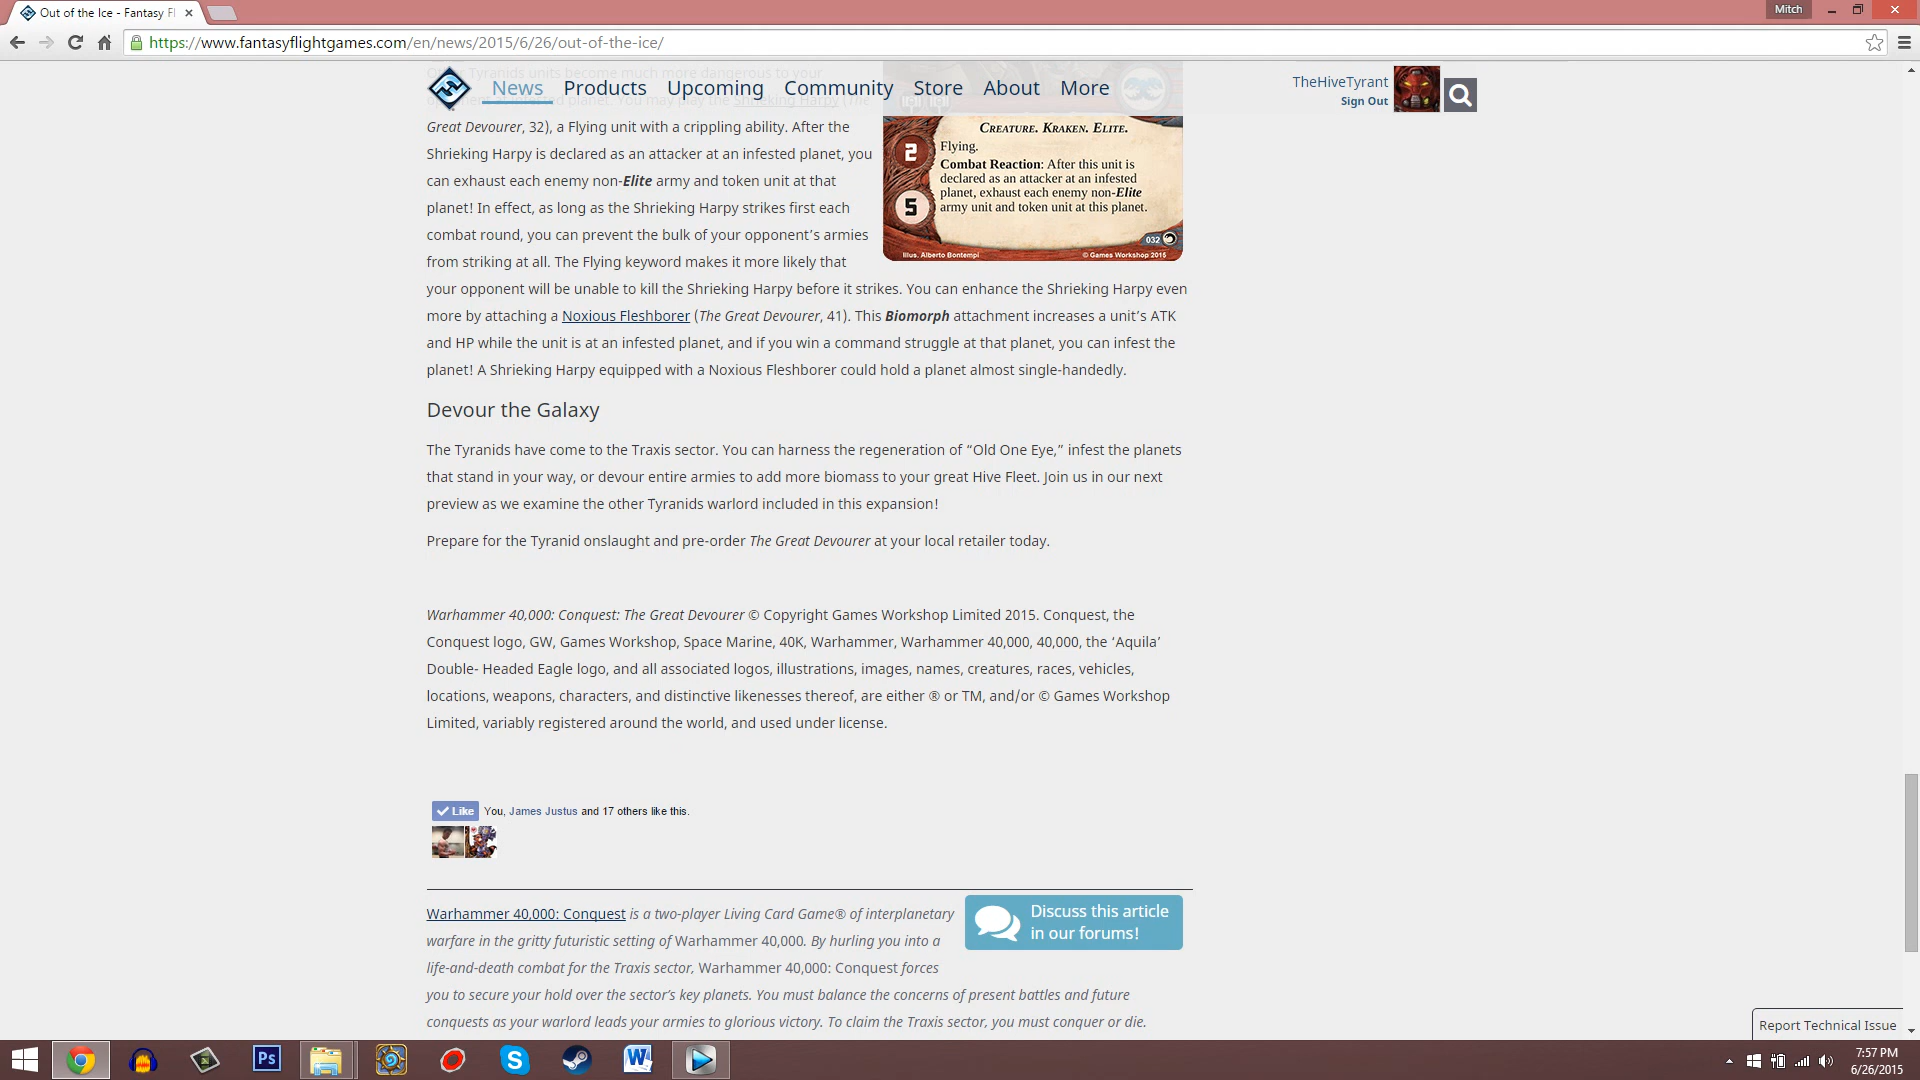 Out of the Ice - Fantasy Fl
Mitch
https://www.fantasyflightgames.com/en/news/2015/6/26/out-of-the-ice/
Tyranids units become much more dangerous to your
News Products Upcoming Community Store About More
TheHiveTyrant
Sign Out
planet. You may play the Shrieking Harpy (The
Great Devourer, 32), a Flying unit with a crippling ability. After the
Shrieking Harpy is declared as an attacker at an infested planet, you
can exhaust each enemy non-Elite army and token unit at that
planet! In effect, as long as the Shrieking Harpy strikes first each
combat round, you can prevent the bulk of your opponent’s armies
from striking at all. The Flying keyword makes it more likely that
your opponent will be unable to kill the Shrieking Harpy before it strikes. You can enhance the Shrieking Harpy even
more by attaching a Noxious Fleshborer (The Great Devourer, 41). This Biomorph attachment increases a unit’s ATK
and HP while the unit is at an infested planet, and if you win a command struggle at that planet, you can infest the
planet! A Shrieking Harpy equipped with a Noxious Fleshborer could hold a planet almost single-handedly.
CREATURE. KRAKEN. ELITE.
2
Flying.
Combat Reaction: After this unit is
declared as an attacker at an infested
planet, exhaust each enemy non-Elite
army unit and token unit at this planet.
5
032
Illus. Alberto Bontempi
© Games Workshop 2015
Devour the Galaxy
The Tyranids have come to the Traxis sector. You can harness the regeneration of “Old One Eye,” infest the planets
that stand in your way, or devour entire armies to add more biomass to your great Hive Fleet. Join us in our next
preview as we examine the other Tyranids warlord included in this expansion!
Prepare for the Tyranid onslaught and pre-order The Great Devourer at your local retailer today.
Warhammer 40,000: Conquest: The Great Devourer © Copyright Games Workshop Limited 2015. Conquest, the
Conquest logo, GW, Games Workshop, Space Marine, 40K, Warhammer, Warhammer 40,000, 40,000, the ‘Aquila’
Double- Headed Eagle logo, and all associated logos, illustrations, images, names, creatures, races, vehicles,
locations, weapons, characters, and distinctive likenesses thereof, are either ® or TM, and/or © Games Workshop
Limited, variably registered around the world, and used under license.
Like You, James Justus and 17 others like this.
Warhammer 40,000: Conquest is a two-player Living Card Game® of interplanetary
warfare in the gritty futuristic setting of Warhammer 40,000. By hurling you into a
life-and-death combat for the Traxis sector, Warhammer 40,000: Conquest forces
you to secure your hold over the sector’s key planets. You must balance the concerns of present battles and future
conquests as your warlord leads your armies to glorious victory. To claim the Traxis sector, you must conquer or die.
Discuss this article
in our forums!
Report Technical Issue
Ps
S
W
7:57 PM
6/26/2015